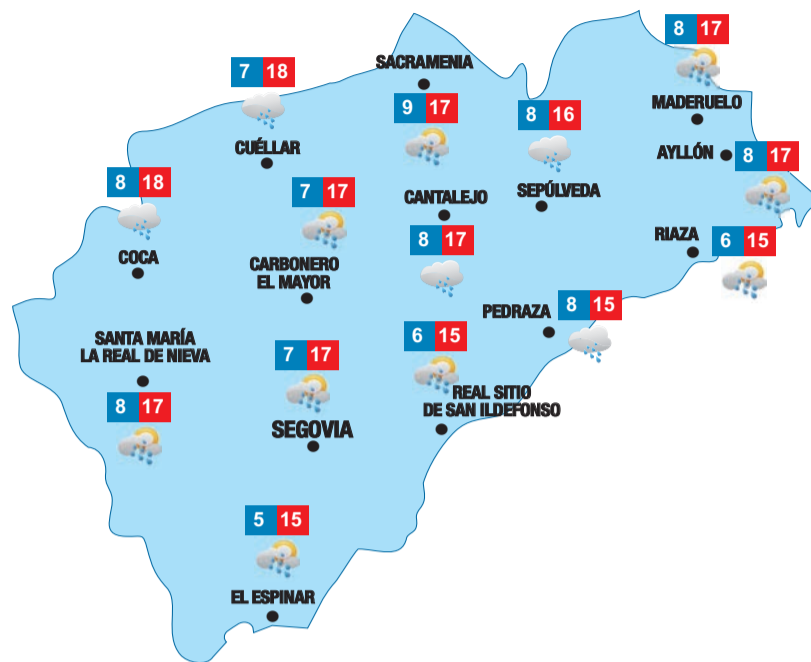 8 17
MADERUELO
SACRAMENIA
7 18
CUÉLLAR
9 17
8 16
SEPÚLVEDA
AYLLÓN
8 17
8 18
COCA
7 17
CARBONERO
EL MAYOR
CANTALEJO
8 17
RIAZA
6 15
PEDRAZA
8 15
SANTA MARÍA
LA REAL DE NIEVA
8 17
7 17
SEGOVIA
6 15
REAL SITIO
DE SAN ILDEFONSO
5 15
EL ESPINAR